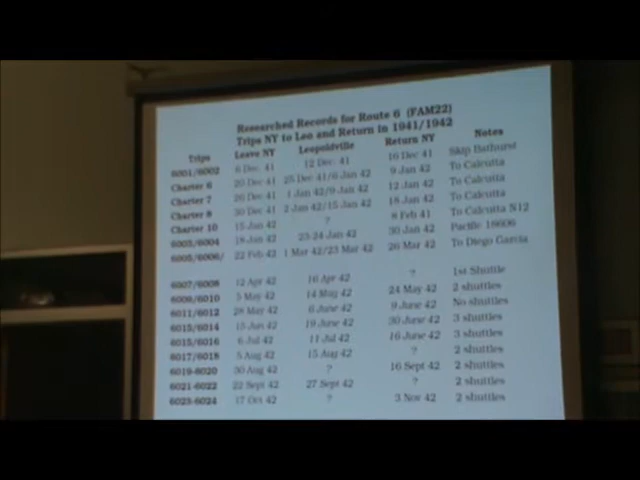 Researched Records for Route 6 (FAM22)
Trips NY to Leo and Return in 1941/1942
Trips Leave NY Leopoldville Return NY Notes
6001/6002 6 Dec. 41 12 Dec. 41 16 Dec 41 Skip Bathurst
Charter 6 20 Dec 41 25 Dec 41/6 Jan 42 9 Jan 42 To Calcutta
Charter 7 26 Dec 41 1 Jan 42/9 Jan 42 12 Jan 42 To Calcutta
Charter 8 30 Dec 41 2 Jan 42/15 Jan 42 18 Jan 42 To Calcutta
Charter 10 15 Jan 42 ? 8 Feb 41 To Calcutta N12
6003/6004 18 Jan 42 23-24 Jan 42 30 Jan 42 Pacific 18606
6005/6006/ 22 Feb 42 1 Mar 42/23 Mar 42 26 Mar 42 To Diego Garcia
6007/6008 12 Apr 42 16 Apr 42 ? 1st Shuttle
6009/6010 5 May 42 14 May 42 24 May 42 2 shuttles
6011/6012 28 May 42 6 June 42 9 June 42 No shuttles
6013/6014 15 Jun 42 19 June 42 30 June 42 3 shuttles
6015/6016 6 Jul 42 11 Jul 42 16 June 42 3 shuttles
6017/6018 5 Aug 42 15 Aug 42 ? 2 shuttles
6019-6020 30 Aug 42 ? 16 Sept 42 2 shuttles
6021-6022 22 Sept 42 27 Sept 42 ? 2 shuttles
6023-6024 17 Oct 42 ? 3 Nov 42 2 shuttles